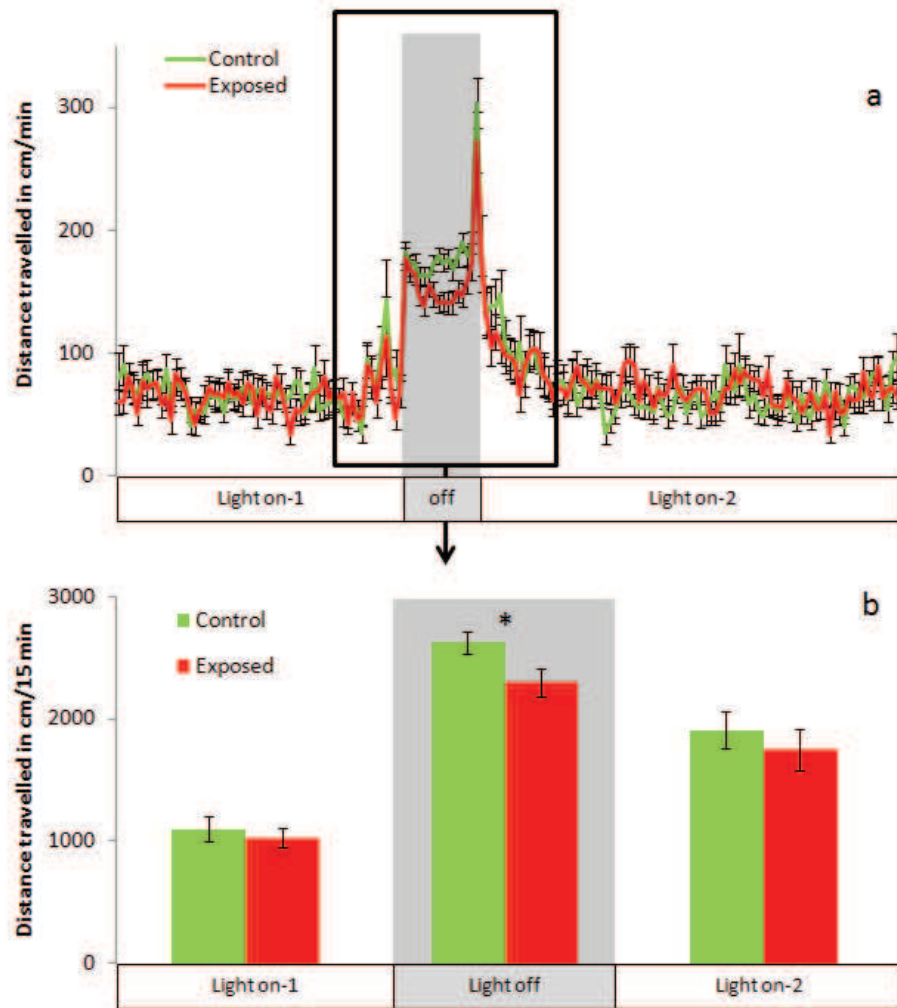 Distance travelled in cm/min
Control
Exposed
a
300
200
100
0
Light on-1
off
Light on-2
Distance travelled in cm/15 min
3000
2000
1000
0
Control
Exposed
*
b
Light on-1
Light off
Light on-2